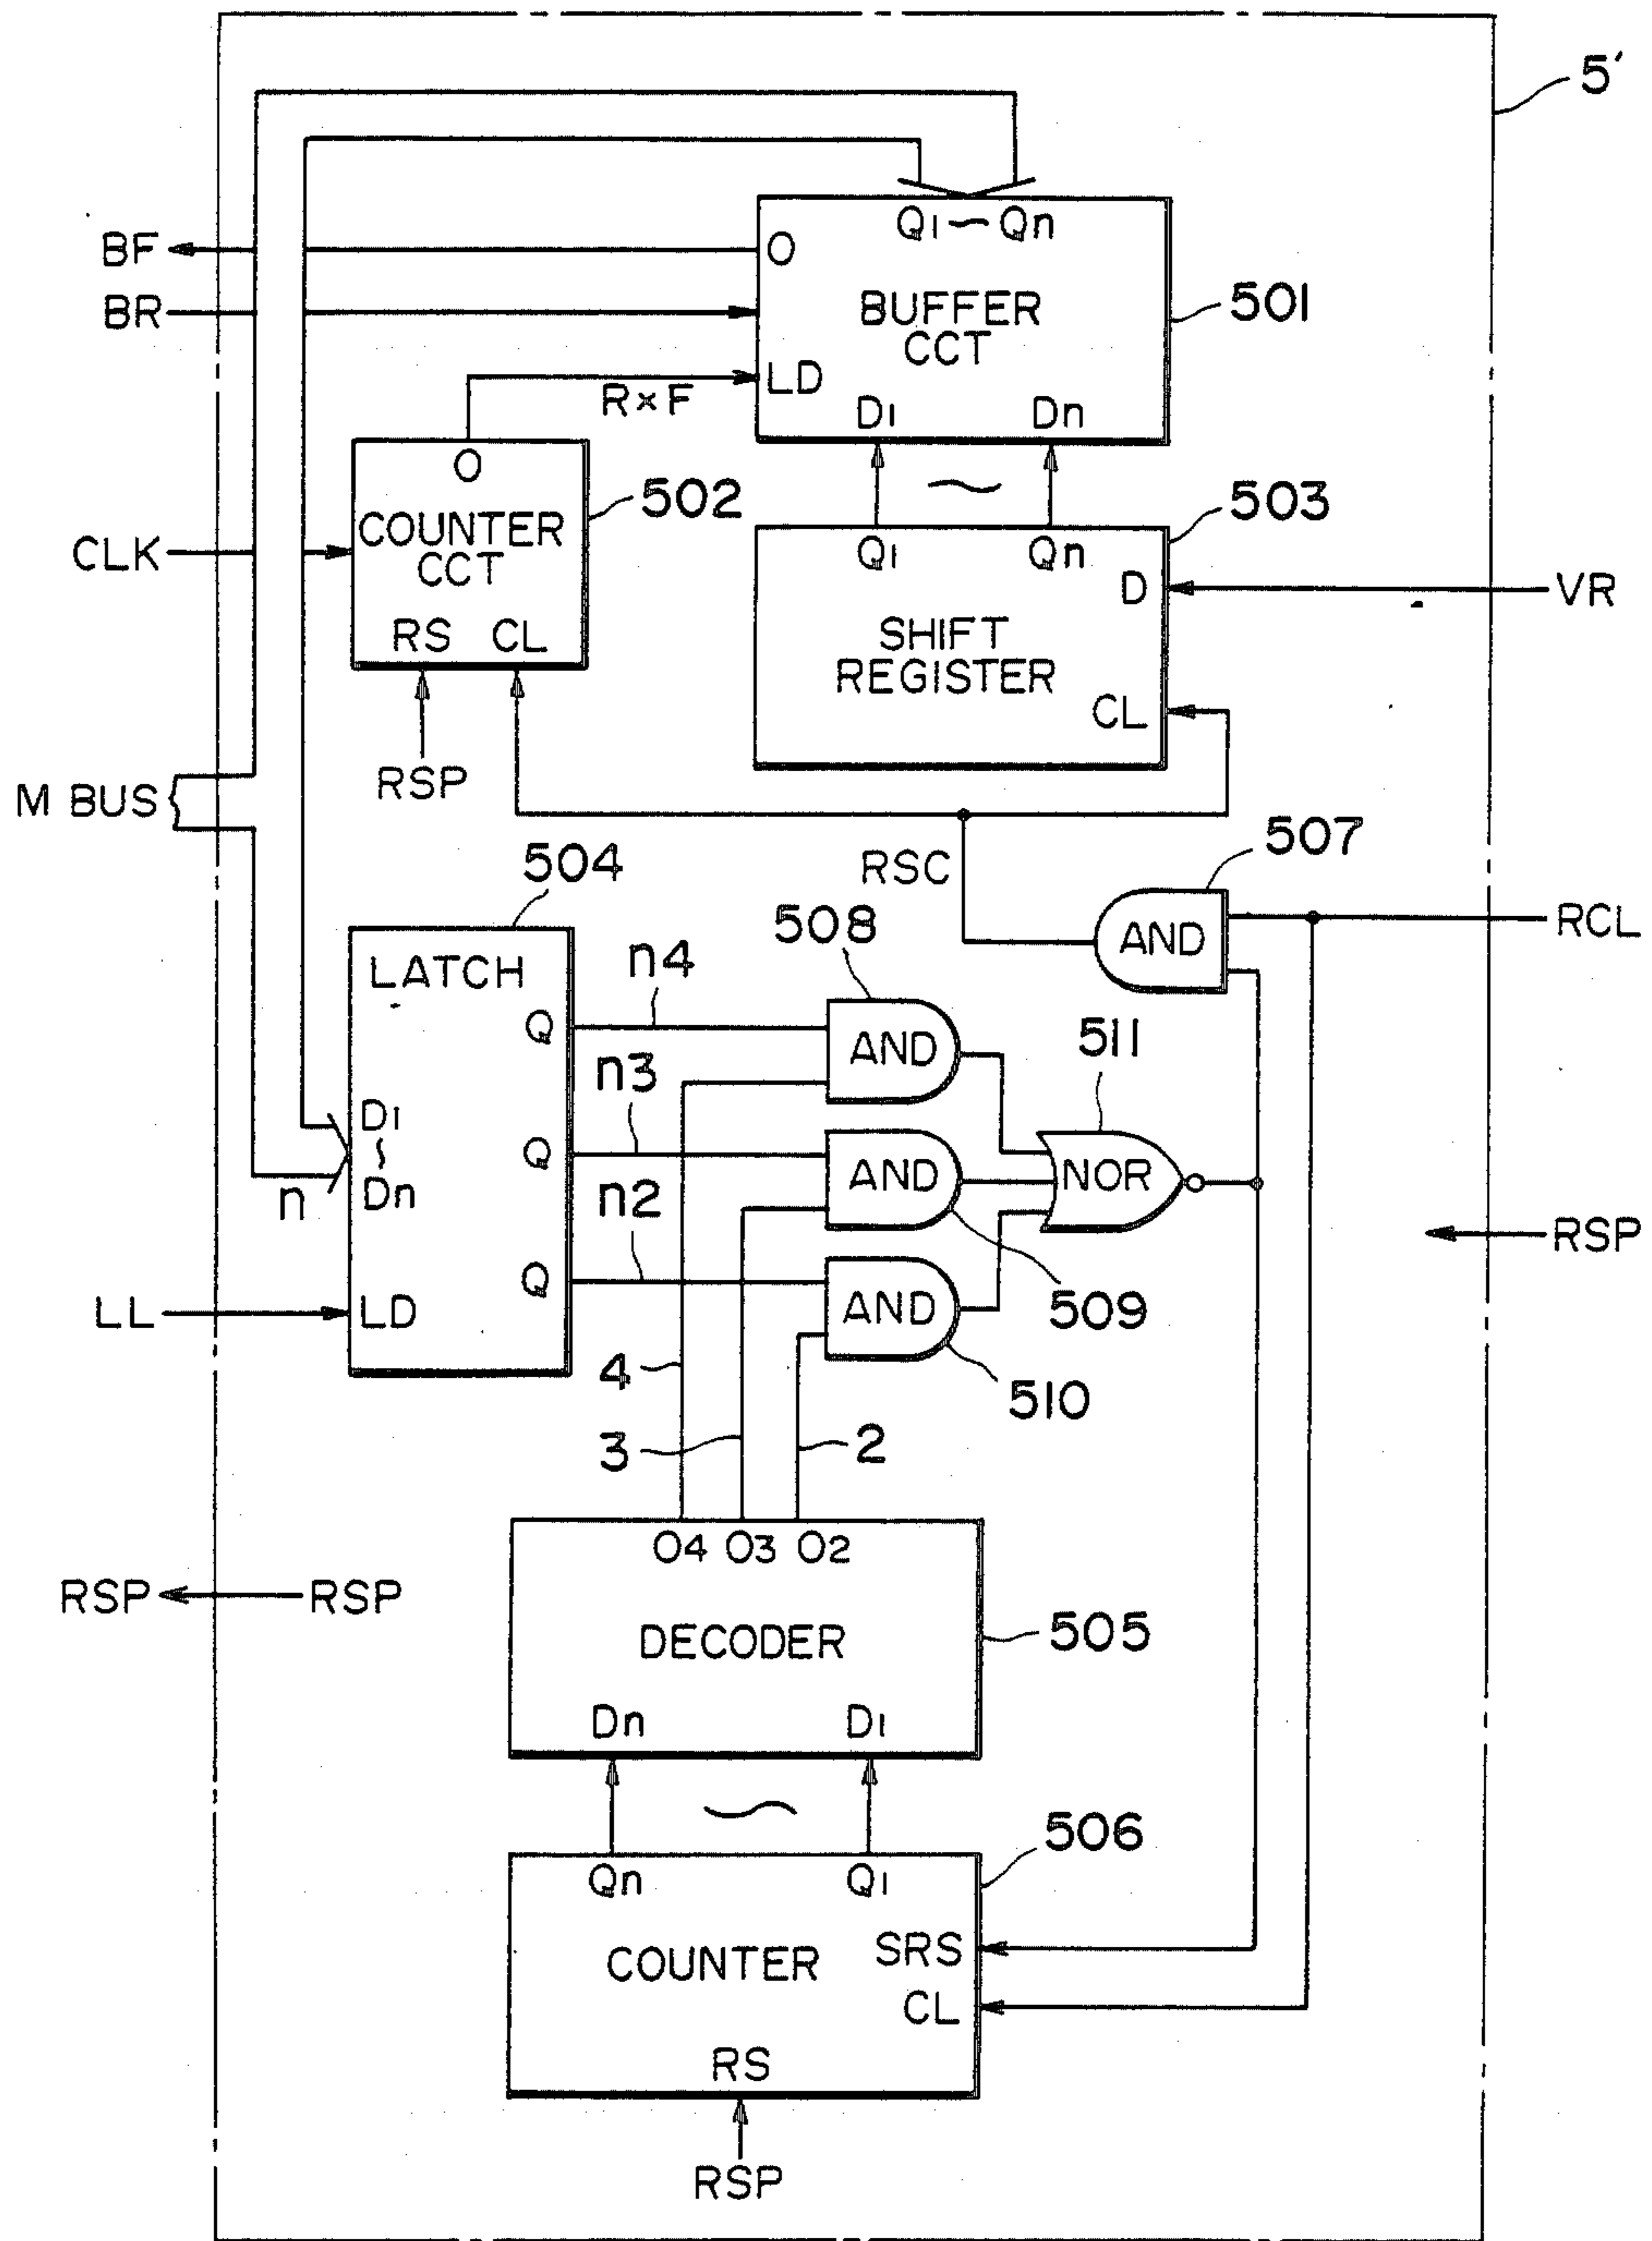 5'
Q1 ~ Qn
BF
O
BR
BUFFER
CCT
501
R×F
LD
D1 Dn
~
O
502
503
COUNTER
CCT
Q1 Qn
CLK
D
VR
RS CL
SHIFT
REGISTER
CL
RSP
M BUS
504
RSC
507
508
AND
RCL
LATCH
n4
Q
AND
511
n3
D1
~
Dn
Q
AND
NOR
n
n2
RSP
Q
AND
509
LL
LD
4
510
3
2
O4 O3 O2
RSP
RSP
DECODER
505
Dn D1
~
506
Qn Q1
COUNTER
SRS
CL
RS
RSP